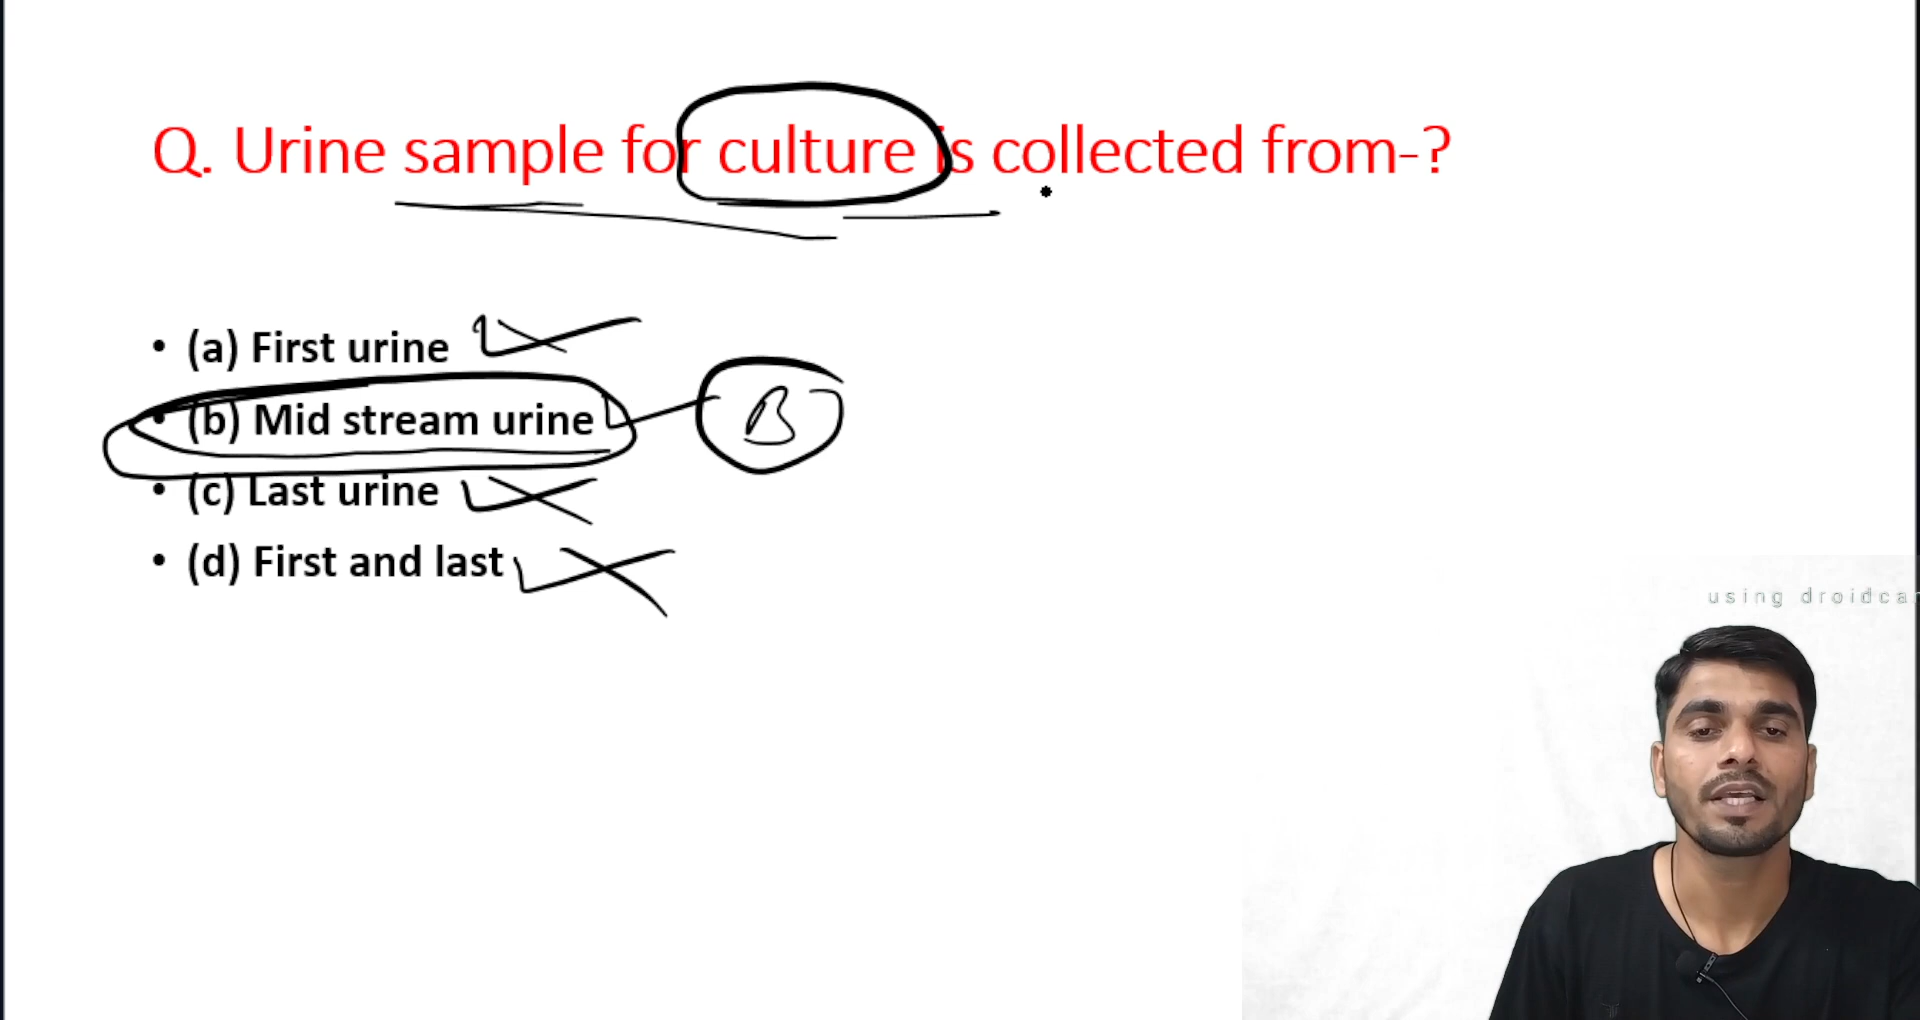 Q. Urine sample for culture is collected from-?
• (a) First urine
• (b) Mid stream urine
B
• (c) Last urine
• (d) First and last
using droidca